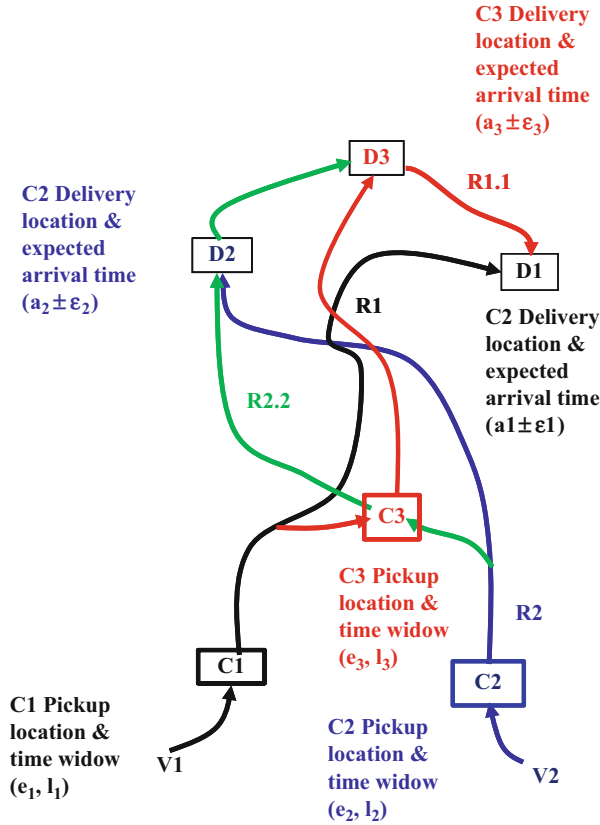 C3 Delivery
location &
expected
arrival time
(a₃±ε₃)
D3
R1.1
C2 Delivery
location &
expected
arrival time
(a₂±ε₂)
D2
D1
R1
C2 Delivery
location &
expected
arrival time
(a1±ε1)
R2.2
C3
C3 Pickup
location &
time widow
(e₃, l₃)
R2
C1
C2
C1 Pickup
location &
time widow
(e₁, l₁)
V1
C2 Pickup
location &
time widow
(e₂, l₂)
V2